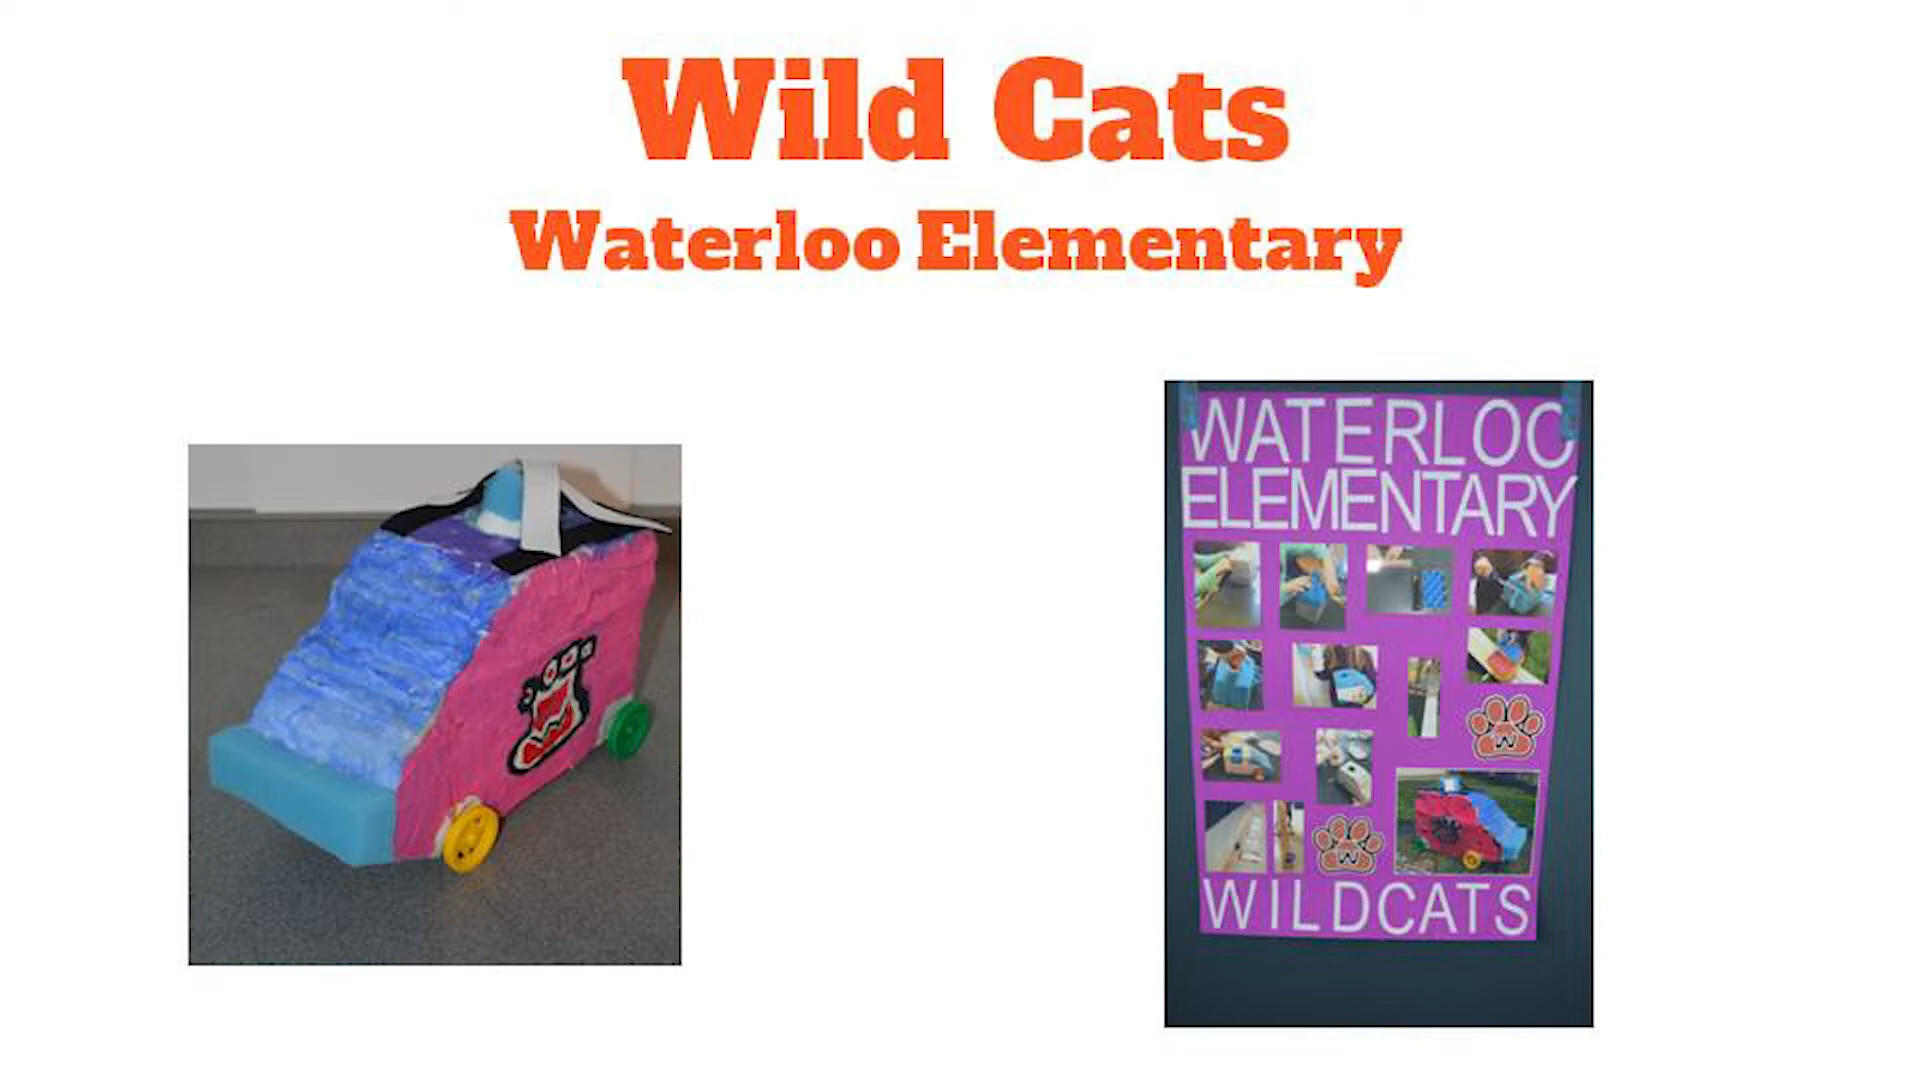 Wild Cats
Waterloo Elementary
WATERLOO
ELEMENTARY
W
W
WILDCATS